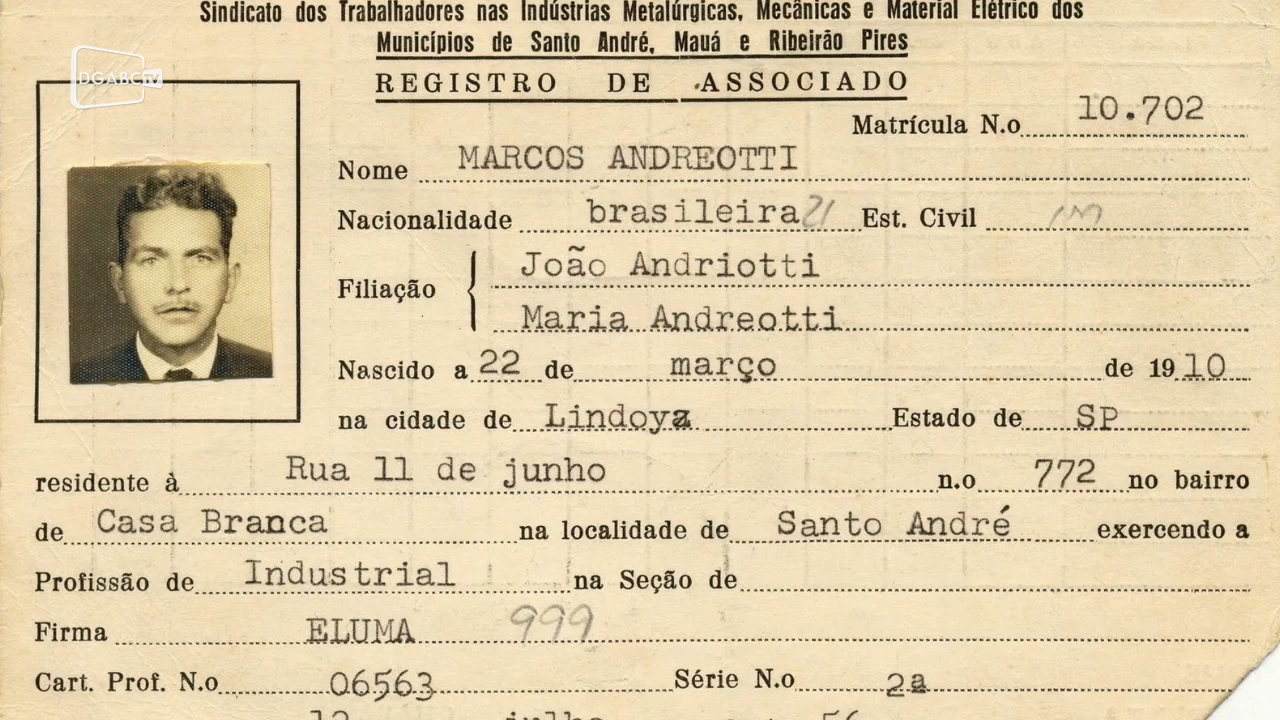 Sindicato dos Trabalhadores nas Indústrias Metalúrgicas, Mecânicas e Material Elétrico dos
Municípios de Santo André, Mauá e Ribeirão Pires
DGABC TV
REGISTRO DE ASSOCIADO
Matrícula N.o 10.702
Nome MARCOS ANDREOTTI
Nacionalidade brasileira 21 Est. Civil
Filiação João Andriotti
Maria Andreotti
Nascido a 22 de março de 1910
na cidade de Lindoya Estado de SP
residente à Rua 11 de junho n.o 772 no bairro
de Casa Branca na localidade de Santo André exercendo a
Profissão de Industrial na Seção de
Firma ELUMA 999
Cart. Prof. N.o 06563 Série N.o 2a